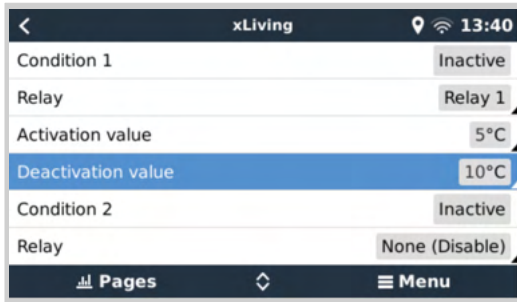 xLiving 13:40
Condition 1 Inactive
Relay Relay 1
Activation value 5°C
Deactivation value 10°C
Condition 2 Inactive
Relay None (Disable)
Pages Menu